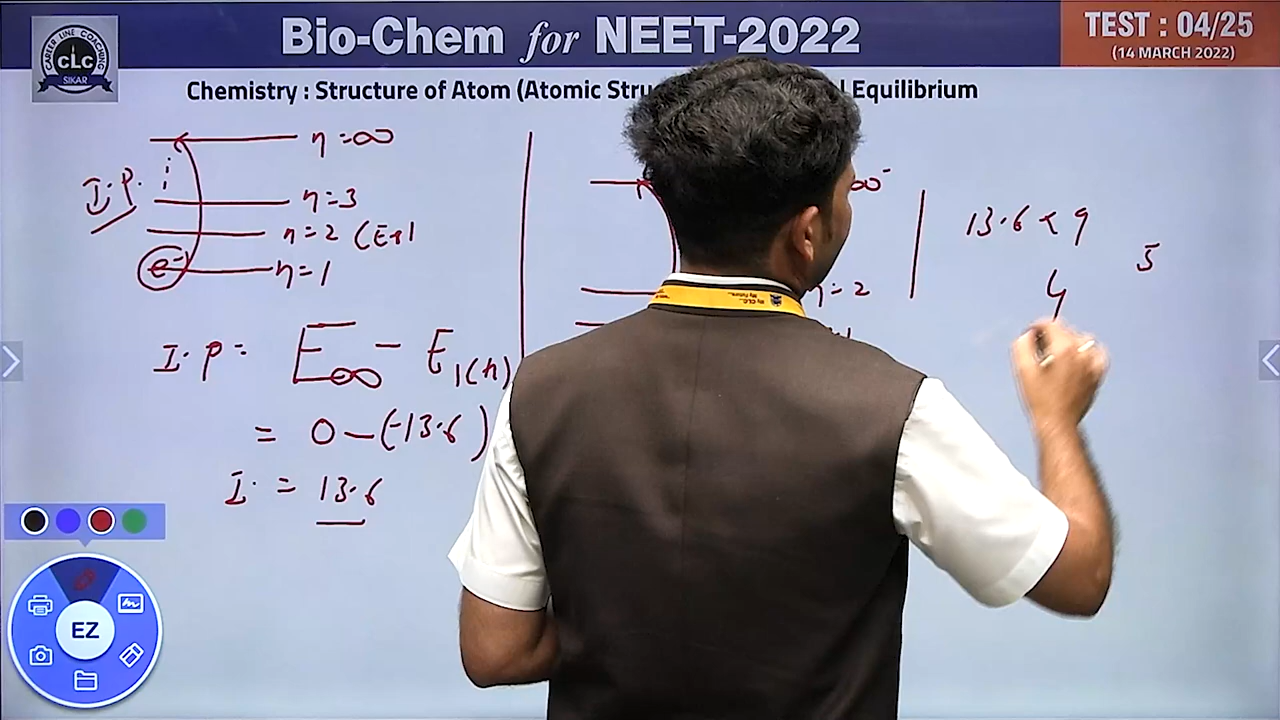 Bio-Chem for NEET-2022
TEST : 04/25
(14 MARCH 2022)
CAREER LINE COACHING
CLC
SIKAR
Chemistry : Structure of Atom (Atomic Equilibrium
n=∞
I.P.
n=3
n=2
e⁻
n=1
I.P= E∞ - E1(H)
= 0-(-13.6)
I. = 13.6
n=2
13.6 x 9
5
4
EZ